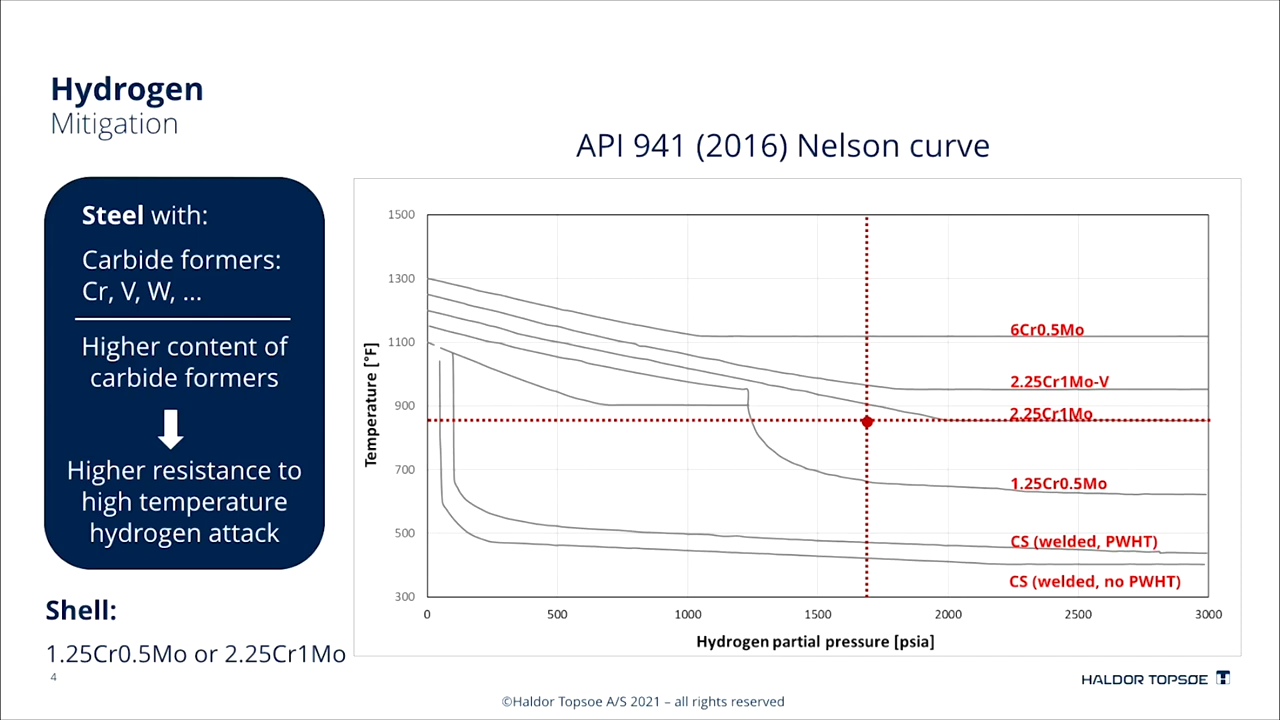 Hydrogen
Mitigation
API 941 (2016) Nelson curve
Steel with:
Carbide formers:
Cr, V, W, ...
Higher content of
carbide formers
Higher resistance to
high temperature
hydrogen attack
Shell:
1.25Cr0.5Mo or 2.25Cr1Mo
4
1500
1300
1100
900
700
500
300
Temperature [°F]
6Cr0.5Mo
2.25Cr1Mo-V
2.25Cr1Mo
1.25Cr0.5Mo
CS (welded, PWHT)
CS (welded, no PWHT)
0 500 1000 1500 2000 2500 3000
Hydrogen partial pressure [psia]
HALDOR TOPSØE
©Haldor Topsoe A/S 2021 – all rights reserved